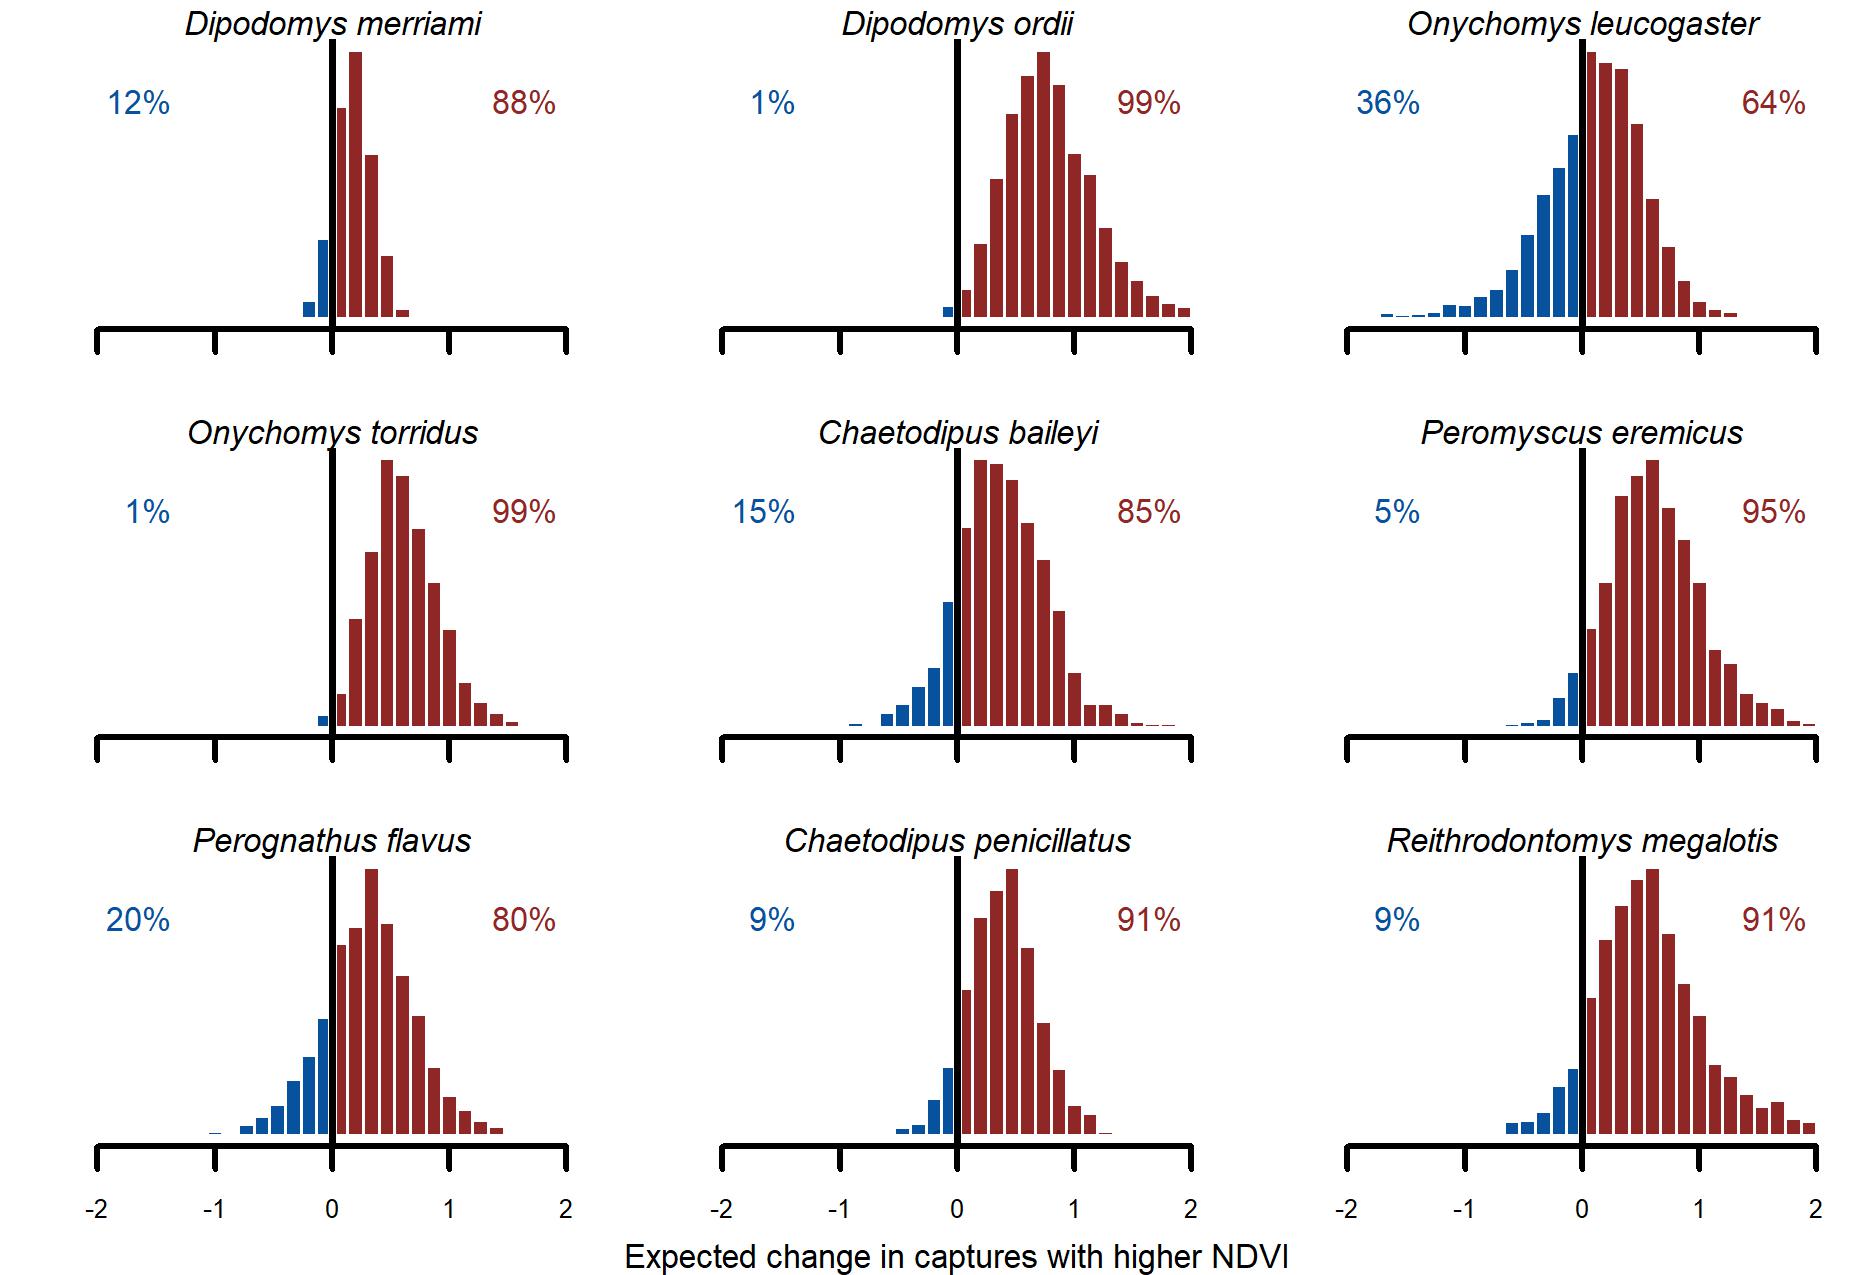 Dipodomys merriami Dipodomys ordii Onychomys leucogaster
12% 88% 1% 99% 36% 64%
Onychomys torridus Chaetodipus baileyi Peromyscus eremicus
1% 99% 15% 85% 5% 95%
Perognathus flavus Chaetodipus penicillatus Reithrodontomys megalotis
20% 80% 9% 91% 9% 91%
-2 -1 0 1 2 -2 -1 0 1 2 -2 -1 0 1 2
Expected change in captures with higher NDVI